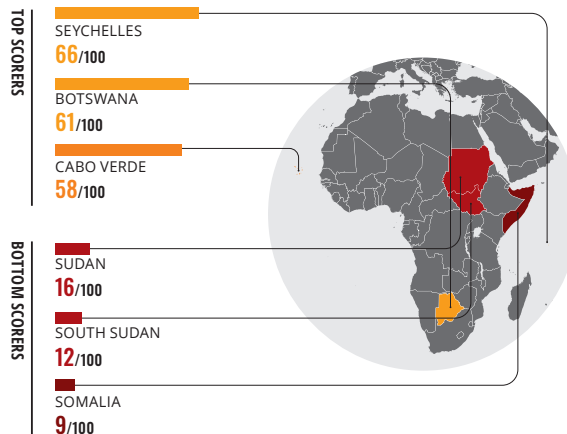 TOP SCORERS
SEYCHELLES
66/100
BOTSWANA
61/100
CABO VERDE
58/100
BOTTOM SCORERS
SUDAN
16/100
SOUTH SUDAN
12/100
SOMALIA
9/100